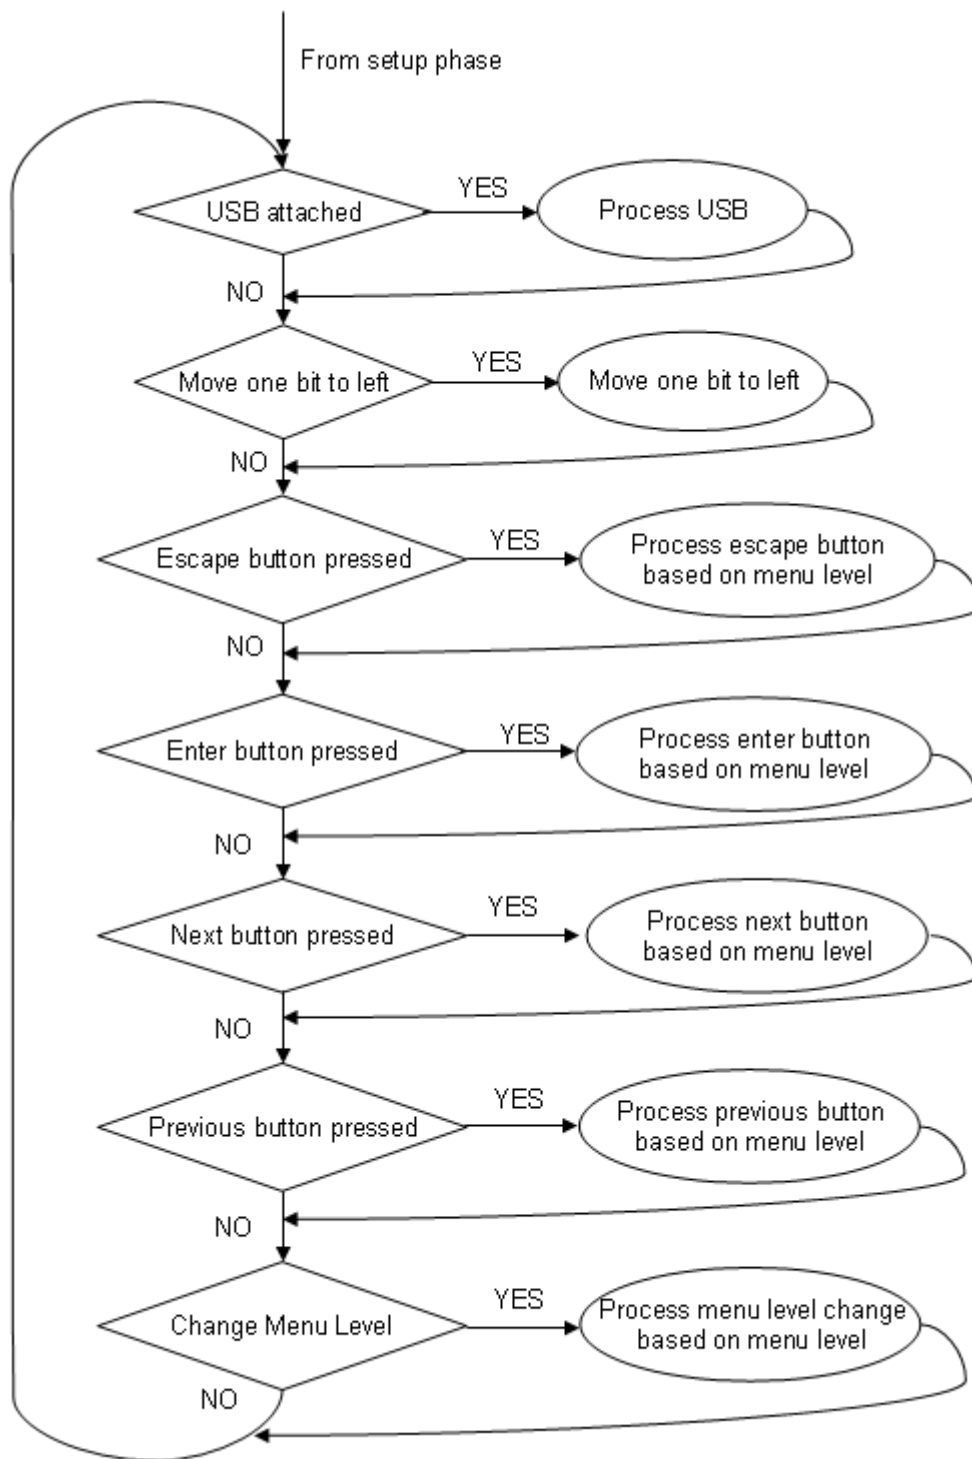 From setup phase
USB attached
YES
Process USB
NO
Move one bit to left
YES
Move one bit to left
NO
Escape button pressed
YES
Process escape button
based on menu level
NO
Enter button pressed
YES
Process enter button
based on menu level
NO
Next button pressed
YES
Process next button
based on menu level
NO
Previous button pressed
YES
Process previous button
based on menu level
NO
Change Menu Level
YES
Process menu level change
based on menu level
NO